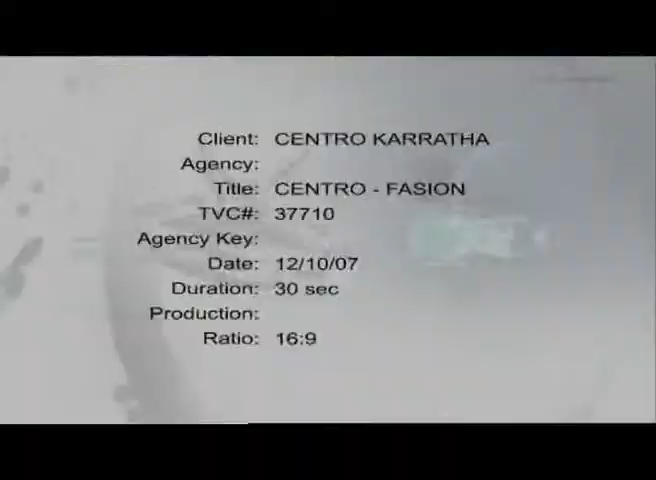 Client: CENTRO KARRATHA
Agency:
Title: CENTRO - FASION
TVC#: 37710
Agency Key:
Date: 12/10/07
Duration: 30 sec
Production:
Ratio: 16:9